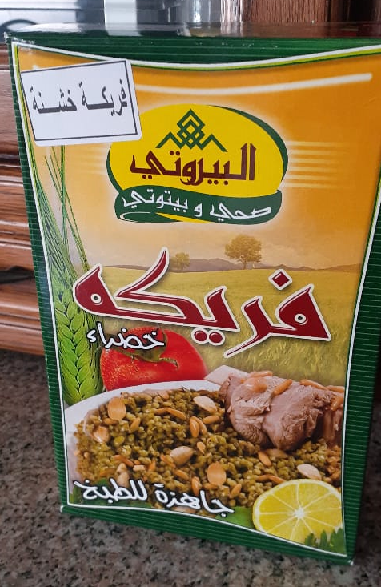 فريكة خشنة
البيروتي
صحي و بيتوتي
فريكه
خضراء
جاهزة للطبخ